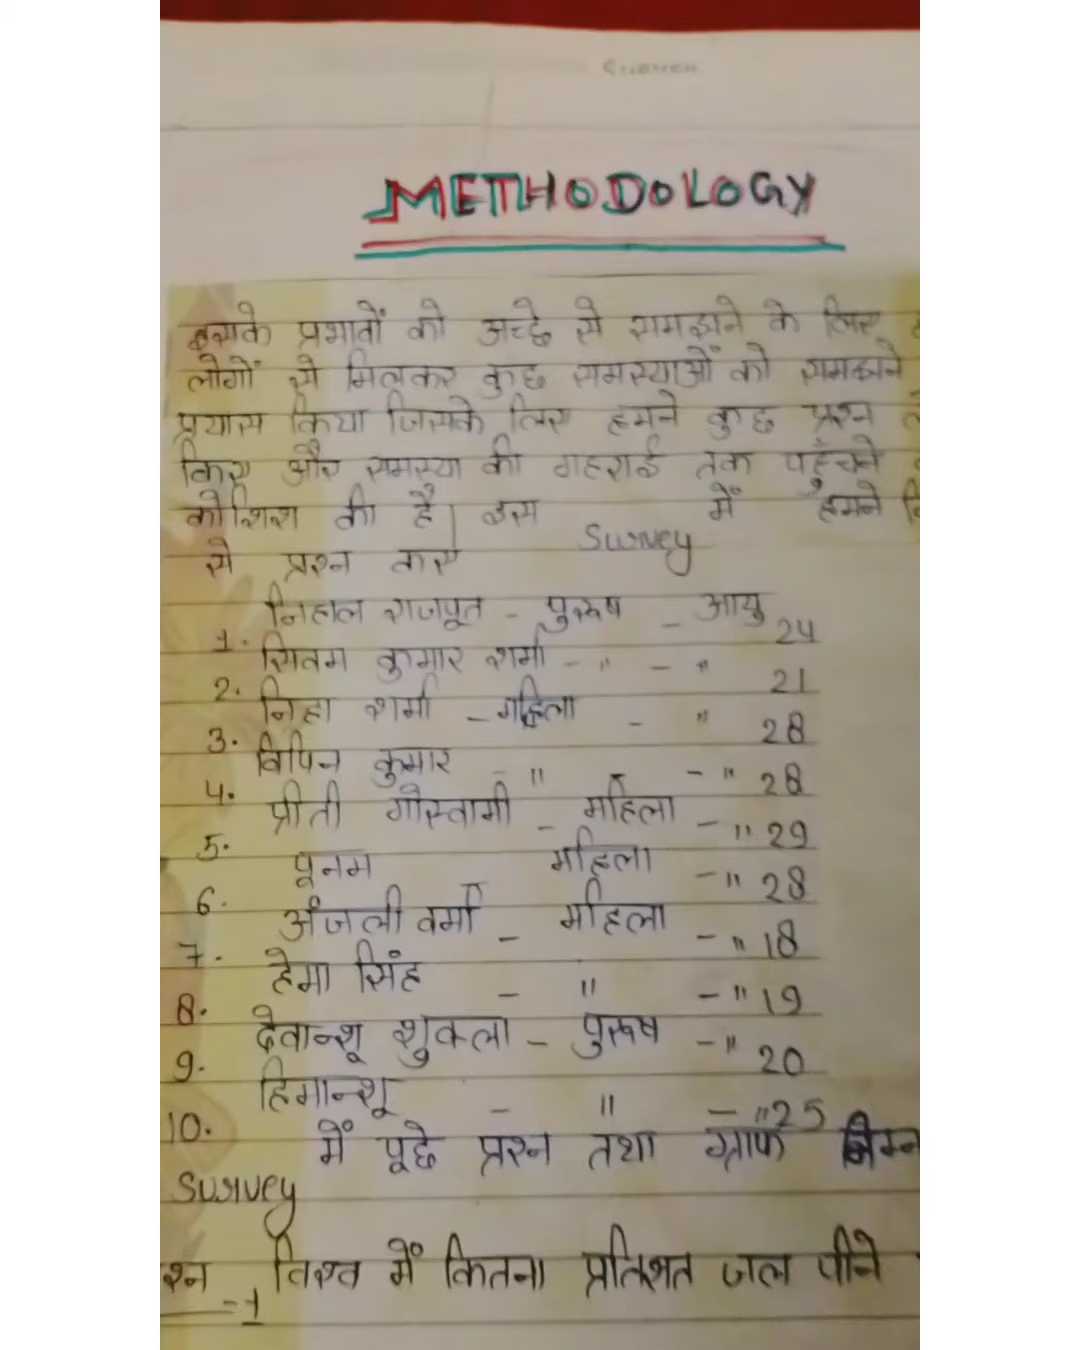 METHODOLOGY
इसके प्रभावों को अच्छे से समझने के लिए
लोगों से मिलकर कुछ समस्याओं को समझने
प्रयास किया जिसके लिए हमने कुछ प्रश्न
किए और समस्या की गहराई तक पहुँचने
कोशिश की है। इस Survey में हमने
से प्रश्न करे
1. निहाल राजपूत - पुरूष - आयु 24
2. सिवम कुमार शर्मा - " - " 21
3. निहा शर्मा - महिला - " 28
4. विपिन कुमार - " - " 28
5. प्रीती गोस्वामी - महिला - " 29
6. पूनम - महिला - " 28
7. अंजली वर्मा - महिला - " 18
8. हेमा सिंह - " - " 19
9. देवान्शू शुक्ला - पुरूष - " 20
10. हिमान्शू - " - " 25
Survey में पूछे प्रश्न तथा ग्राफ निम्न
श्न -1 विश्व में कितना प्रतिशत जल पीने